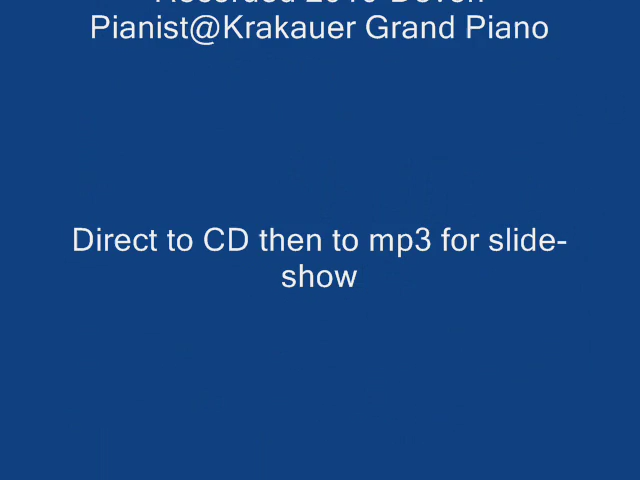 Pianist@Krakauer Grand Piano
Direct to CD then to mp3 for slide-
show